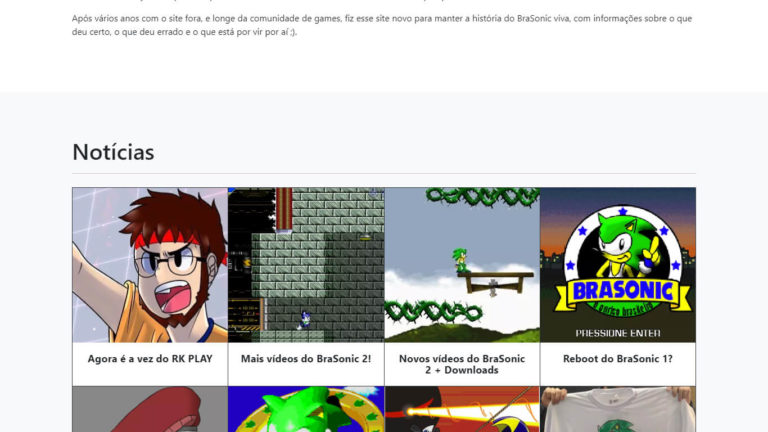 Após vários anos com o site fora, e longe da comunidade de games, fiz esse site novo para manter a história do BraSonic viva, com informações sobre o que
deu certo, o que deu errado e o que está por vir por aí ;).
Notícias
BRASONIC
PRESSIONE ENTER
Agora é a vez do RK PLAY
Mais vídeos do BraSonic 2!
Novos vídeos do BraSonic
2 + Downloads
Reboot do BraSonic 1?